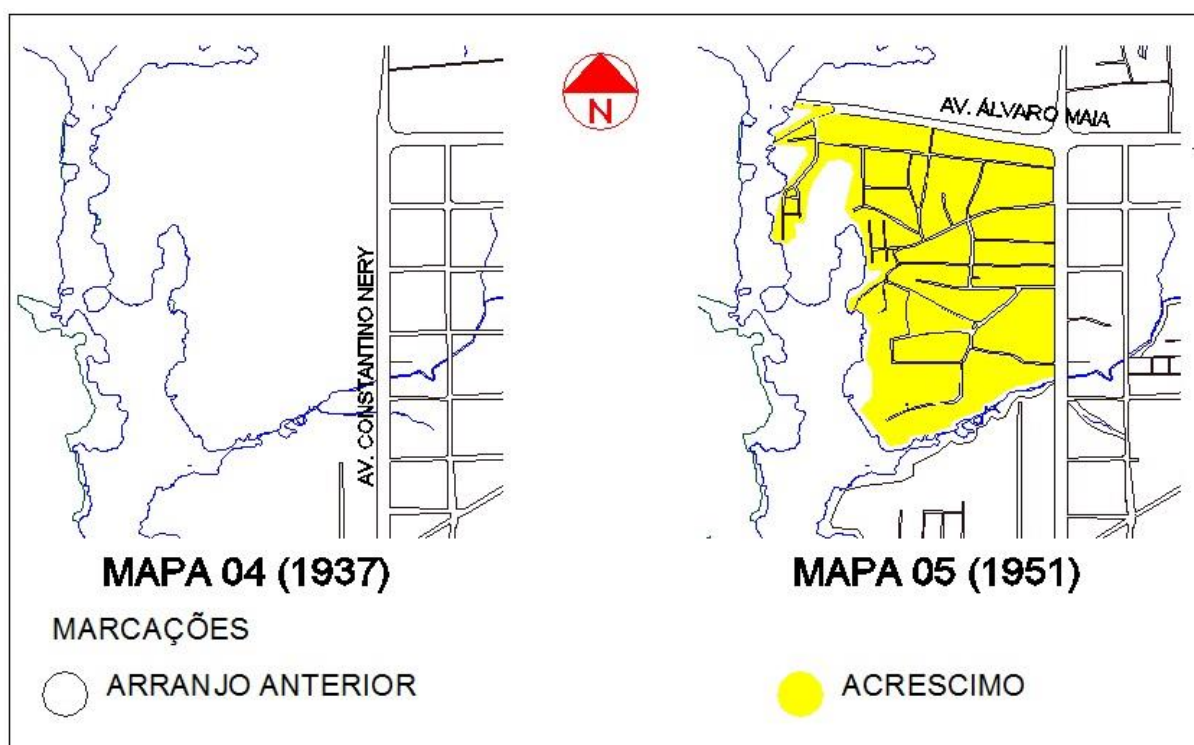 N
AV. CONSTANTINO NERY
AV. ÁLVARO MAIA
MAPA 04 (1937)
MAPA 05 (1951)
MARCAÇÕES
ARRANJO ANTERIOR
ACRESCIMO